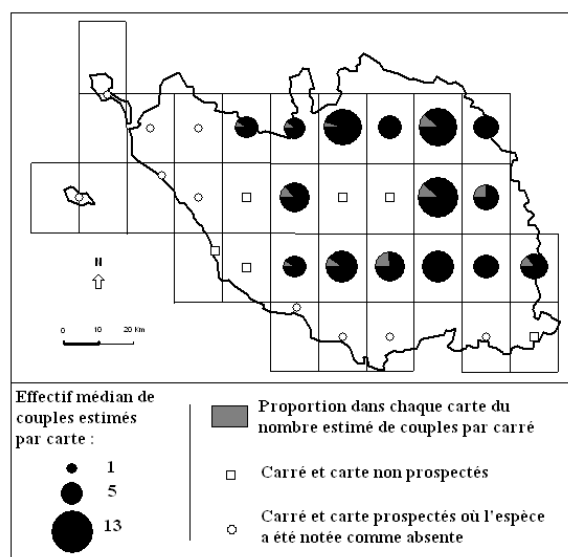 N
0 10 20 Km
Effectif médian de
couples estimés
par carte :
1
5
13
Proportion dans chaque carte du
nombre estimé de couples par carré
Carré et carte non prospectés
Carré et carte prospectés où l'espèce
a été notée comme absente